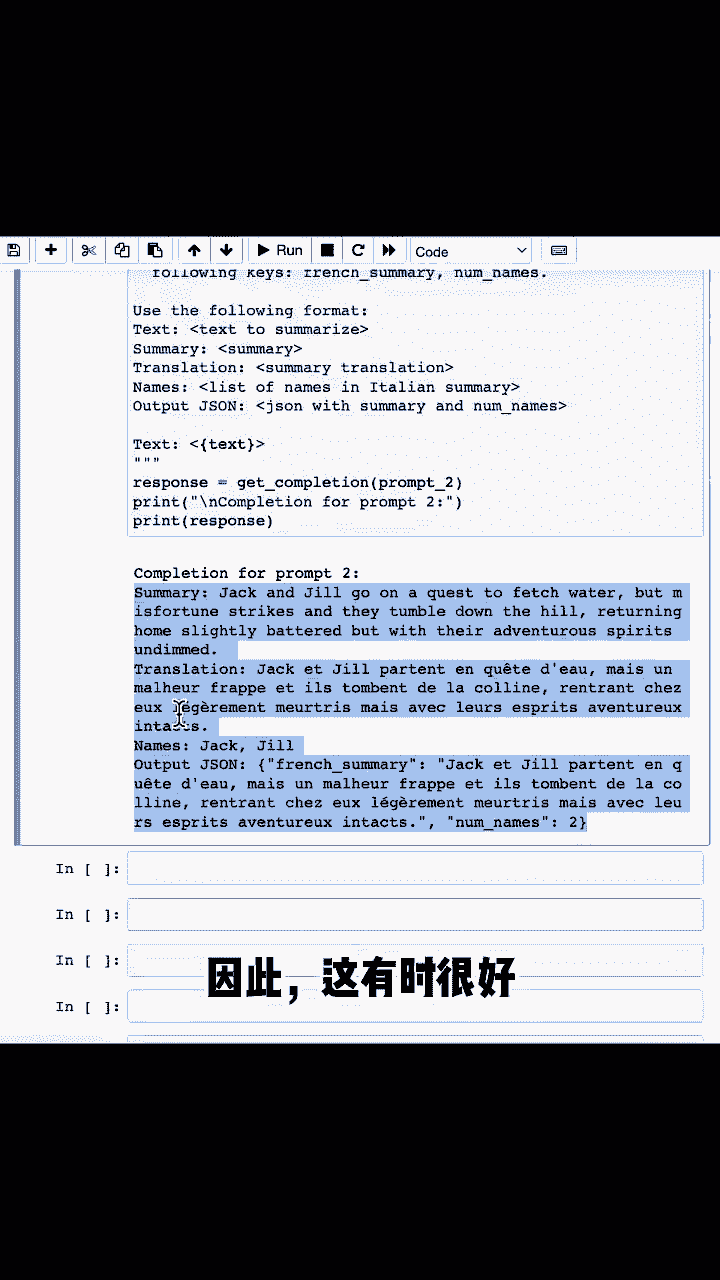 Run
Code
following keys: french_summary, num_names.
Use the following format:
Text: <text to summarize>
Summary: <summary>
Translation: <summary translation>
Names: <list of names in Italian summary>
Output JSON: <json with summary and num_names>
Text: <{text}>
"""
response = get_completion(prompt_2)
print("\nCompletion for prompt 2:")
print(response)
Completion for prompt 2:
Summary: Jack and Jill go on a quest to fetch water, but m
isfortune strikes and they tumble down the hill, returning
home slightly battered but with their adventurous spirits
undimmed.
Translation: Jack et Jill partent en quête d'eau, mais un
malheur frappe et ils tombent de la colline, rentrant chez
eux légèrement meurtris mais avec leurs esprits aventureux
intacts.
Names: Jack, Jill
Output JSON: {"french_summary": "Jack et Jill partent en q
uête d'eau, mais un malheur frappe et ils tombent de la co
lline, rentrant chez eux légèrement meurtris mais avec leu
rs esprits aventureux intacts.", "num_names": 2}
In [ ]:
In [ ]:
In [ ]:
因此，这有时很好
In [ ]: